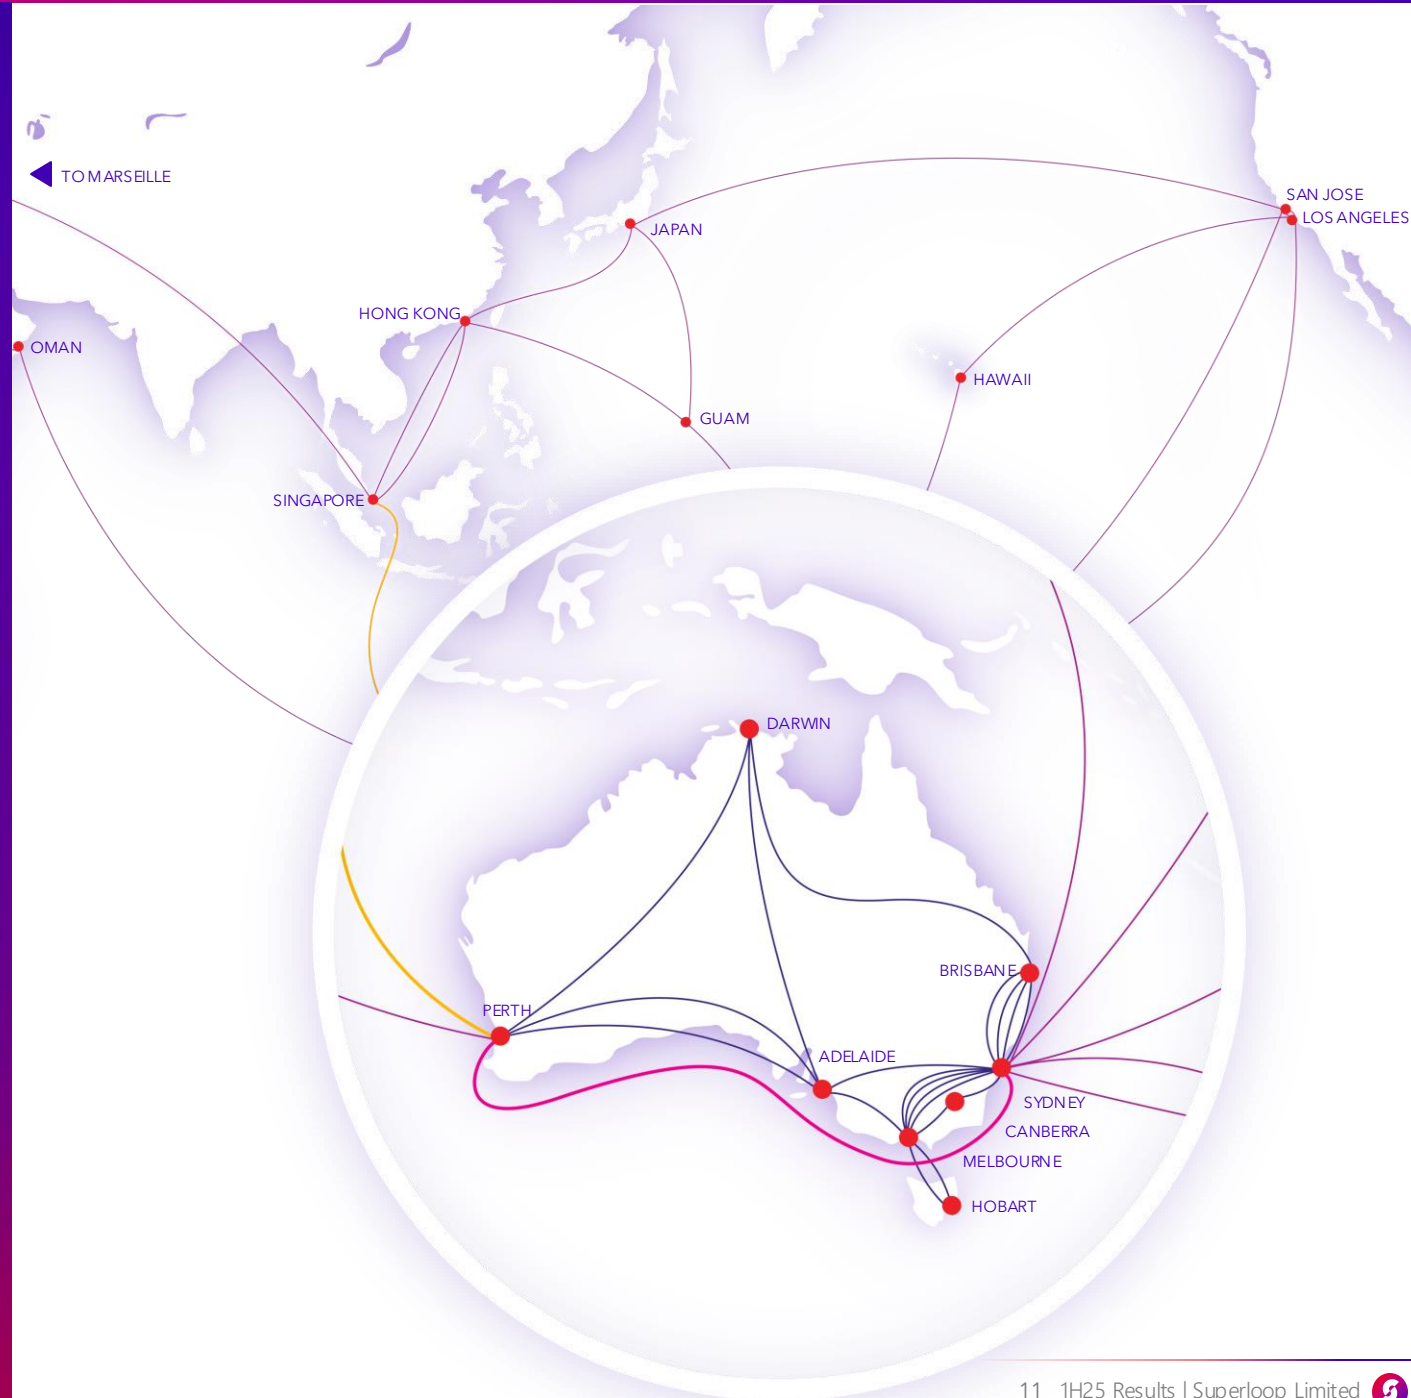 TO MARSEILLE
SAN JOSE
LOS ANGELES
JAPAN
HONG KONG
OMAN
HAWAII
GUAM
SINGAPORE
DARWIN
BRISBANE
PERTH
ADELAIDE
SYDNEY
CANBERRA
MELBOURNE
HOBART
11 1H25 Results | Superloop Limited